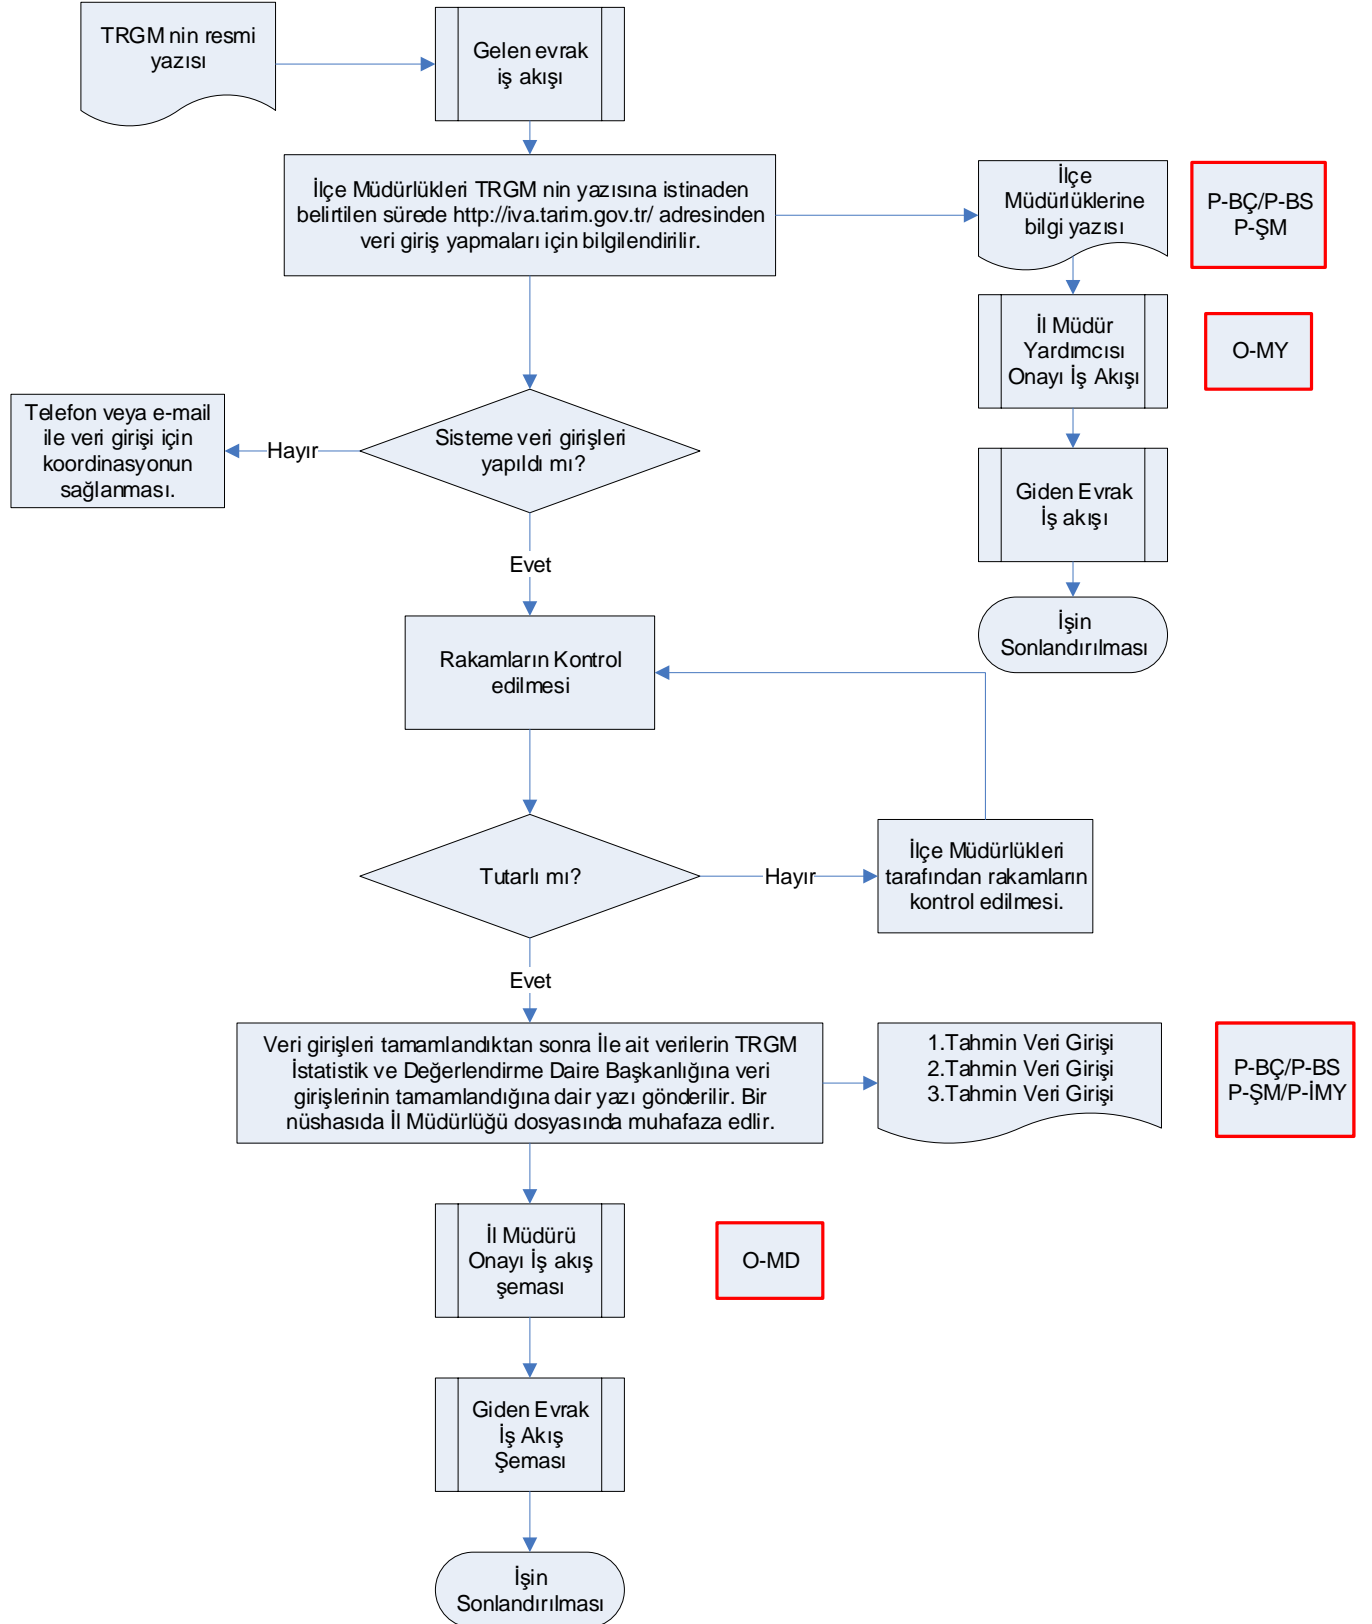 TRGM nin resmi
yazısı
Gelen evrak
iş akışı
İlçe Müdürlükleri TRGM nin yazısına istinaden
belirtilen sürede http://iva.tarim.gov.tr/ adresinden
veri giriş yapmaları için bilgilendirilir.
İlçe
Müdürlüklerine
bilgi yazısı
P-BÇ/P-BS
P-ŞM
İl Müdür
Yardımcısı
Onayı İş Akışı
O-MY
Telefon veya e-mail
ile veri girişi için
koordinasyonun
sağlanması.
Hayır
Sisteme veri girişleri
yapıldı mı?
Giden Evrak
İş akışı
Evet
İşin
Sonlandırılması
Rakamların Kontrol
edilmesi
Tutarlı mı?
Hayır
İlçe Müdürlükleri
tarafından rakamların
kontrol edilmesi.
Evet
Veri girişleri tamamlandıktan sonra İle ait verilerin TRGM
İstatistik ve Değerlendirme Daire Başkanlığına veri
girişlerinin tamamlandığına dair yazı gönderilir. Bir
nüshasıda İl Müdürlüğü dosyasında muhafaza edlir.
1.Tahmin Veri Girişi
2.Tahmin Veri Girişi
3.Tahmin Veri Girişi
P-BÇ/P-BS
P-ŞM/P-İMY
İl Müdürü
Onayı İş akış
şeması
O-MD
Giden Evrak
İş Akış
Şeması
İşin
Sonlandırılması